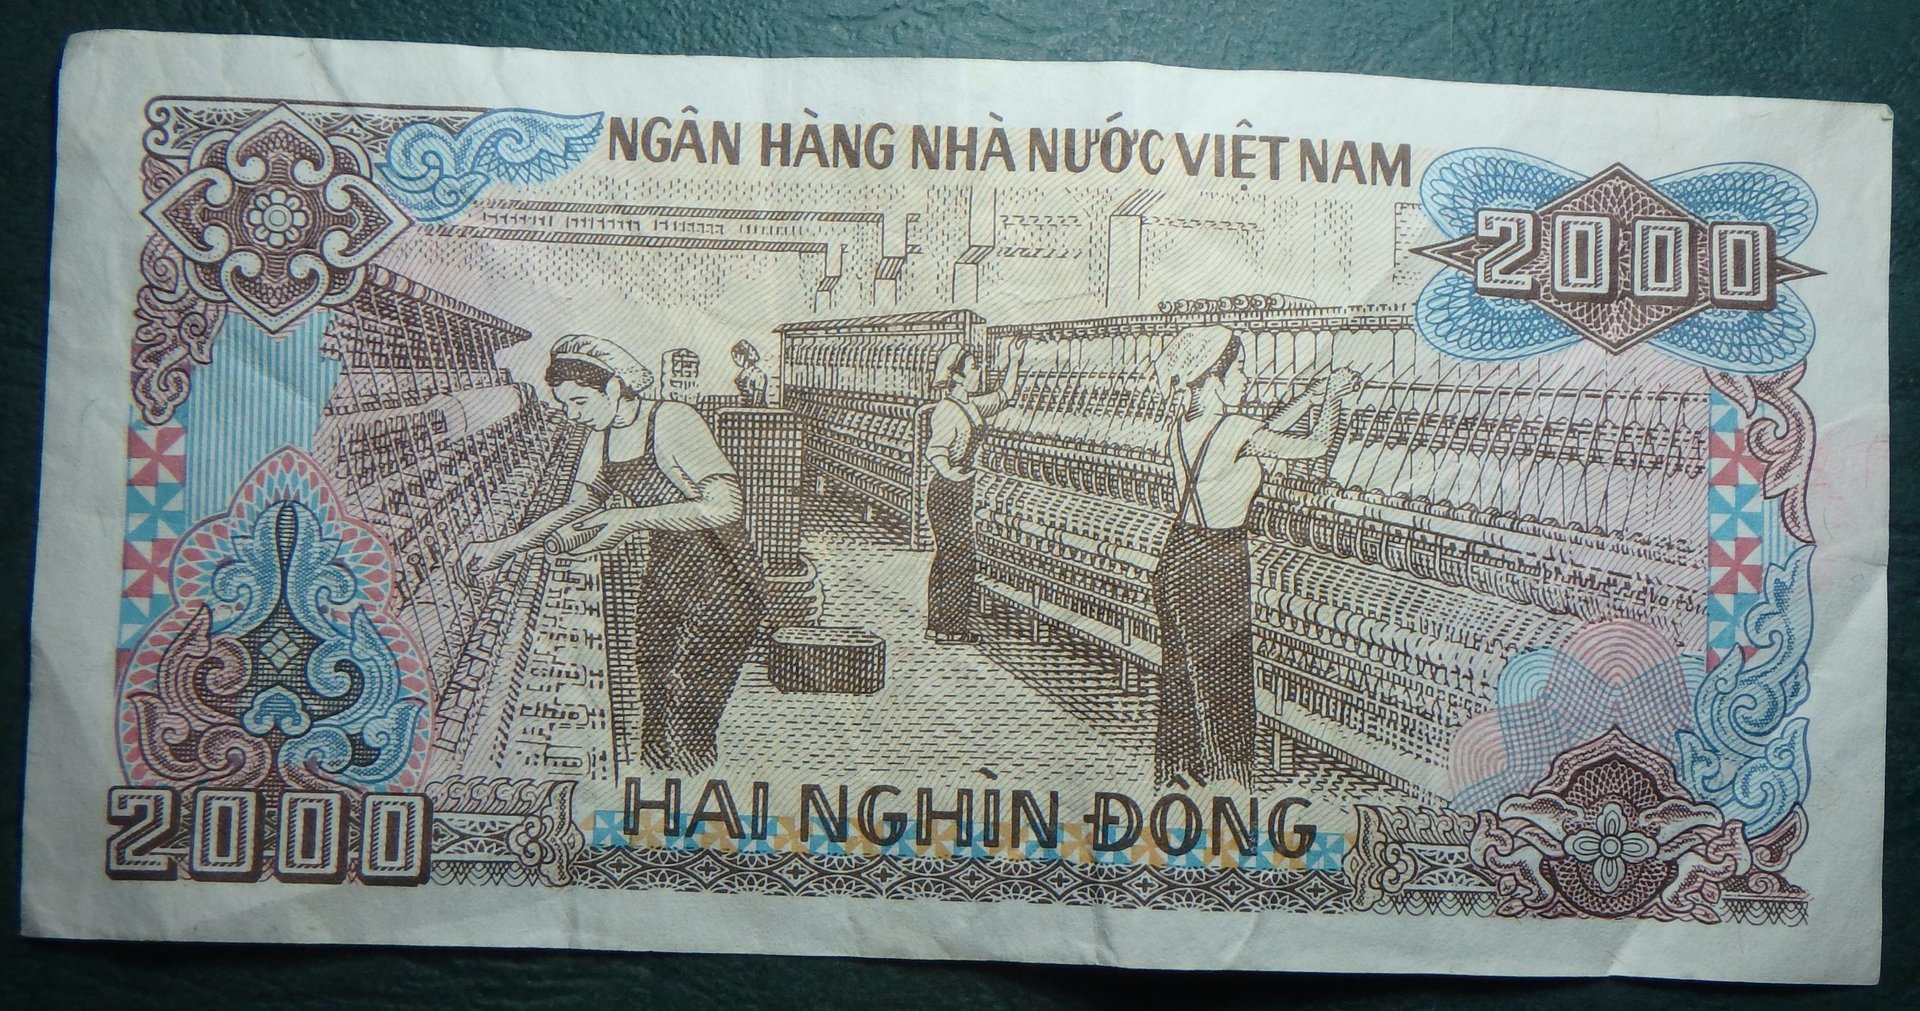 NGÂN HÀNG NHÀ NƯỚC VIỆT NAM
2000
2000
HAI NGHÌN ĐỒNG